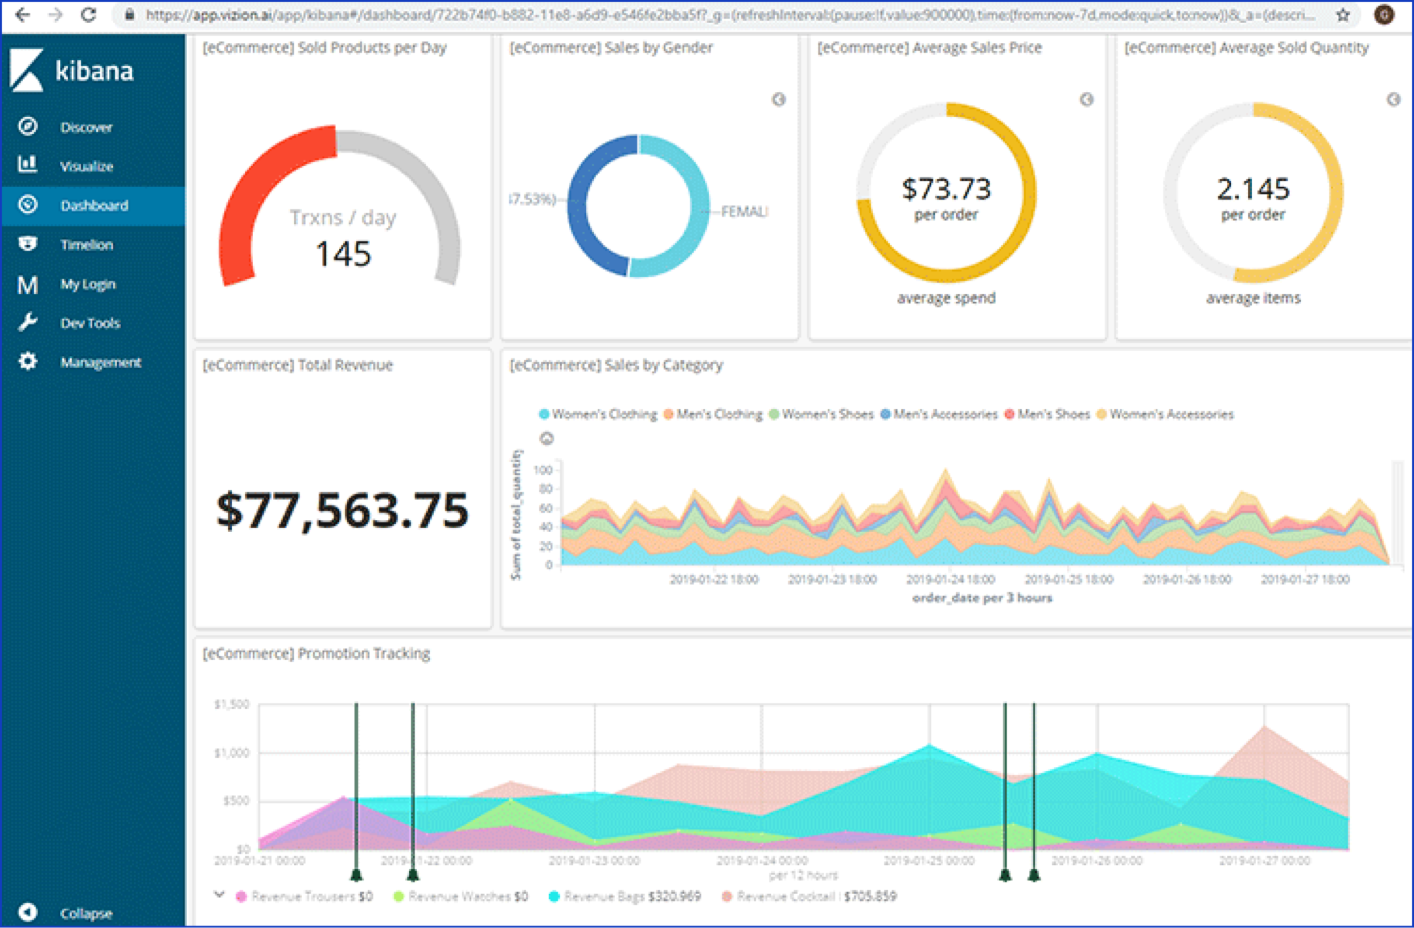 https://app.vizion.ai/app/kibana#/dashboard/722b74f0-b882-11e8-a6d9-e546fe2bba5f?_g=(refreshInterval:(pause:!f,value:900000),time:(from:now-7d,mode:quick,to:now))&_a=(descri...
G
kibana
Discover
Visualize
Dashboard
Timelion
M My Login
Dev Tools
Management
Collapse
[eCommerce] Sold Products per Day
Trxns / day
145
[eCommerce] Sales by Gender
17.53%)
FEMAL
[eCommerce] Average Sales Price
$73.73
per order
average spend
[eCommerce] Average Sold Quantity
2.145
per order
average items
[eCommerce] Total Revenue
$77,563.75
[eCommerce] Sales by Category
Women's Clothing Men's Clothing Women's Shoes Men's Accessories Men's Shoes Women's Accessories
Sum of total_quantity
100
80
60
40
20
0
2019-01-22 18:00 2019-01-23 18:00 2019-01-24 18:00 2019-01-25 18:00 2019-01-26 18:00 2019-01-27 18:00
order_date per 3 hours
[eCommerce] Promotion Tracking
$1,500
$1,000
$500
$0
2019-01-21 00:00 2019-01-22 00:00 2019-01-23 00:00 2019-01-24 00:00 2019-01-25 00:00 2019-01-26 00:00 2019-01-27 00:00
per 12 hours
Revenue Trousers $0 Revenue Watches $0 Revenue Bags $320.969 Revenue Cocktail $705.859